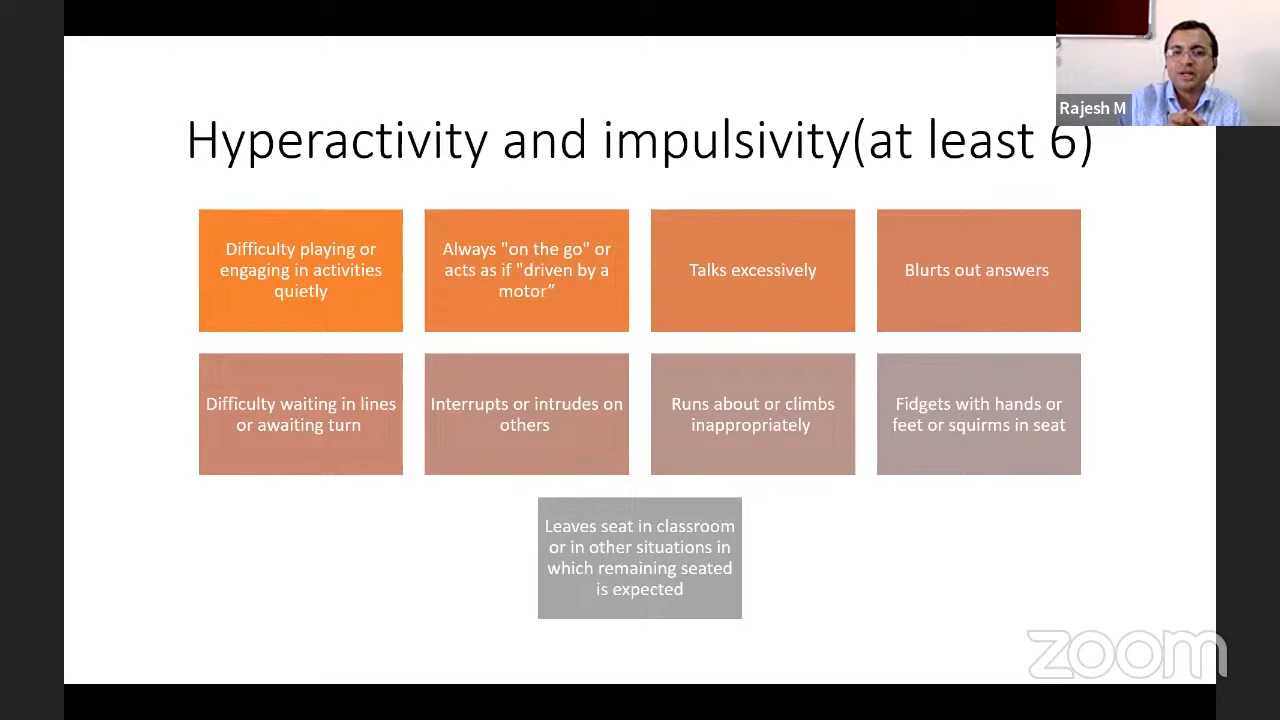 Rajesh M
Hyperactivity and impulsivity(at least 6)
Difficulty playing or
engaging in activities
quietly
Always "on the go" or
acts as if "driven by a
motor”
Talks excessively
Blurts out answers
Difficulty waiting in lines
or awaiting turn
Interrupts or intrudes on
others
Runs about or climbs
inappropriately
Fidgets with hands or
feet or squirms in seat
Leaves seat in classroom
or in other situations in
which remaining seated
is expected
zoom